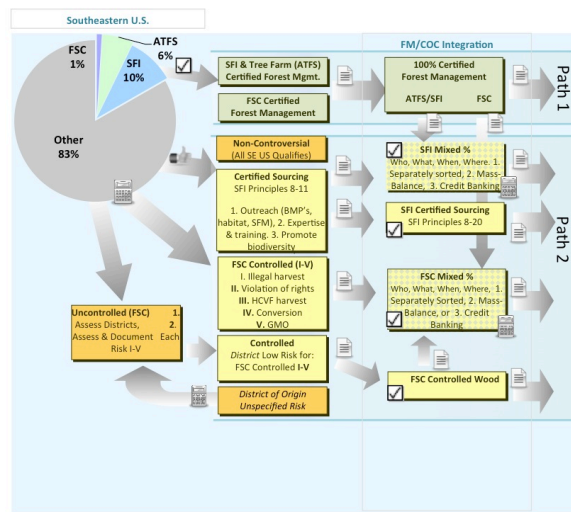 Southeastern U.S.
FSC
1%
ATFS
6%
SFI
10%
Other
83%
FM/COC Integration
SFI & Tree Farm (ATFS)
Certified Forest Mgmt.
FSC Certified
Forest Management
100% Certified
Forest Management
ATFS/SFI FSC
Path 1
Non-Controversial
(All SE US Qualifies)
Certified Sourcing
SFI Principles 8-11
1. Outreach (BMP's,
habitat, SFM), 2. Expertise
& training. 3. Promote
biodiversity
SFI Mixed %
Who, What, When, Where. 1.
Separately sorted, 2. Mass-
Balance, 3. Credit Banking
SFI Certified Sourcing
SFI Principles 8-20
Path 2
FSC Controlled (I-V)
I. Illegal harvest
II. Violation of rights
III. HCVF harvest
IV. Conversion
V. GMO
FSC Mixed %
Who, What, When, Where, 1.
Separately Sorted, 2. Mass-
Balance, or 3. Credit
Banking
Uncontrolled (FSC) 1.
Assess Districts, 2.
Assess & Document Each
Risk I-V
Controlled
District Low Risk for:
FSC Controlled I-V
FSC Controlled Wood
District of Origin
Unspecified Risk